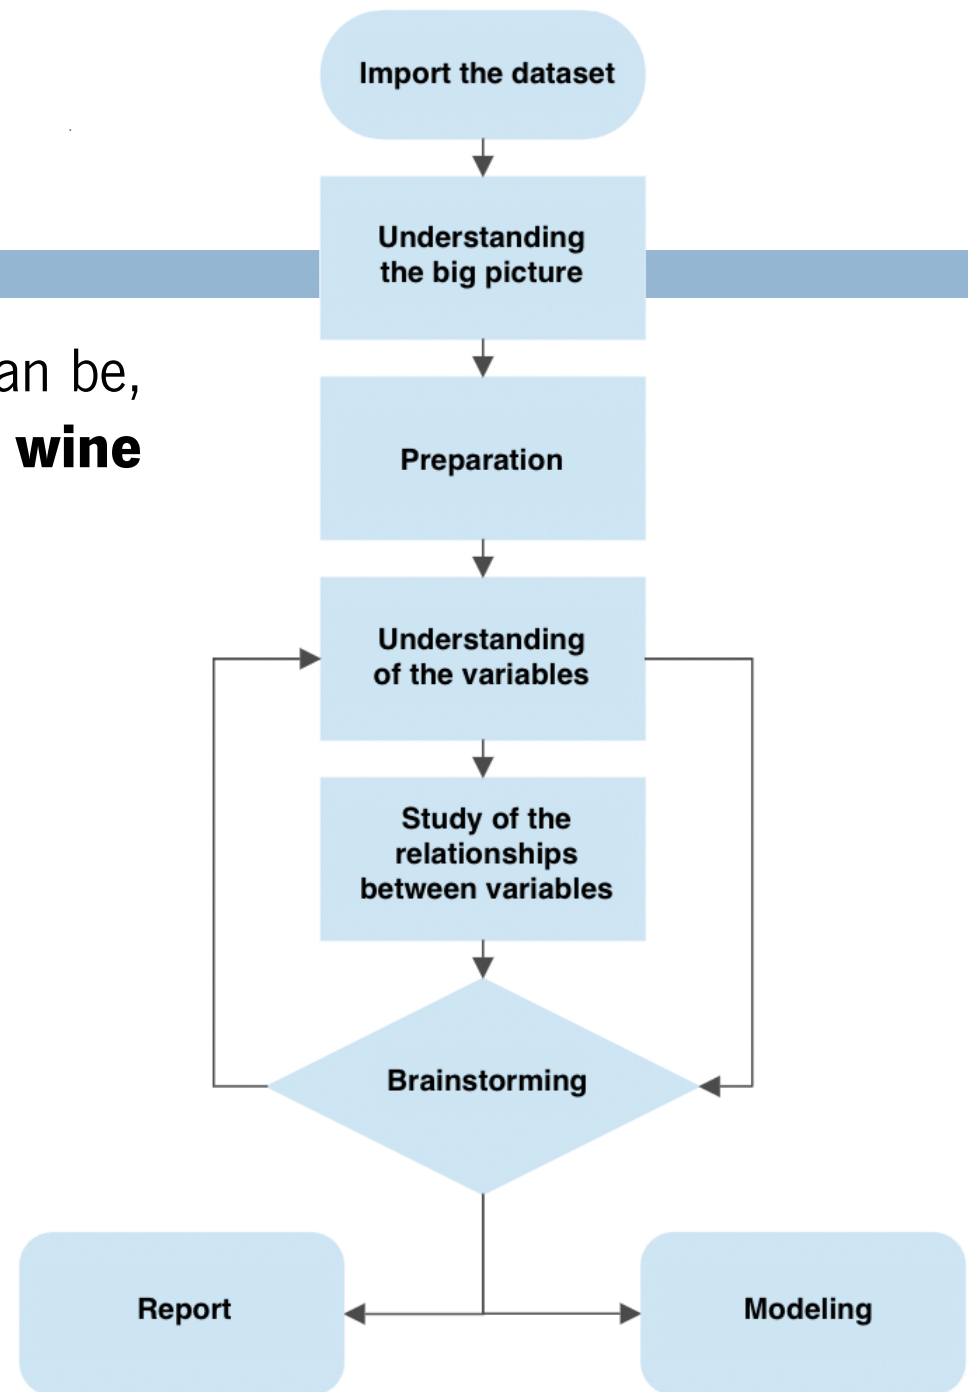 Import the dataset
Understanding
the big picture
an be,
wine
Preparation
Understanding
of the variables
Study of the
relationships
between variables
Brainstorming
Report
Modeling